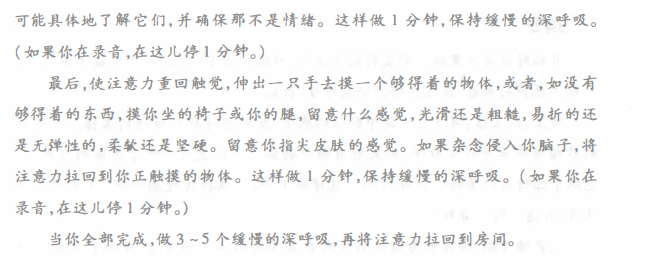 可能具体地了解它们,并确保那不是情绪。这样做1分钟,保持缓慢的深呼吸。
(如果你在录音,在这儿停1分钟。)
最后,使注意力重回触觉,伸出一只手去摸一个够得着的物体,或者,如没有
够得着的东西,摸你坐的椅子或你的腿,留意什么感觉,光滑还是粗糙,易折的还
是无弹性的,柔软还是坚硬。留意你指尖皮肤的感觉。如果杂念侵入你脑子,将
注意力拉回到你正触摸的物体。这样做1分钟,保持缓慢的深呼吸。(如果你在
录音,在这儿停1分钟。)
当你全部完成,做3~5个缓慢的深呼吸,再将注意力拉回到房间。